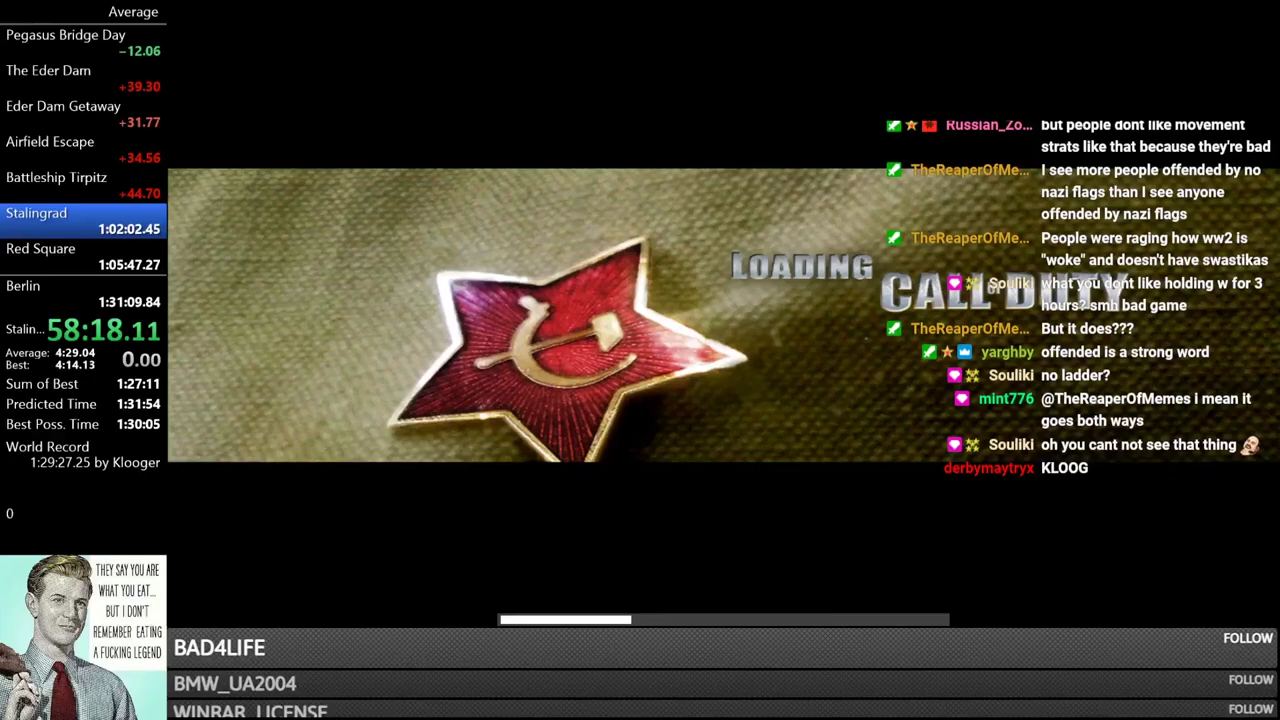 Average
Pegasus Bridge Day
−12.06
The Eder Dam
+39.30
Eder Dam Getaway
+31.77
Airfield Escape
+34.56
Battleship Tirpitz
+44.70
Stalingrad
1:02:02.45
Red Square
1:05:47.27
Berlin
1:31:09.84
Stalin... 58:18.11
Average: 4:29.04
Best: 4:14.13
0.00
Sum of Best 1:27:11
Predicted Time 1:31:54
Best Poss. Time 1:30:05
World Record
1:29:27.25 by Klooger
0
THEY SAY YOU ARE
WHAT YOU EAT...
BUT I DON'T
REMEMBER EATING
A FUCKING LEGEND
LOADING
CALL OF DUTY
Russian_Zo... but people dont like movement
strats like that because they're bad
TheReaperOfMe... I see more people offended by no
nazi flags than I see anyone
offended by nazi flags
TheReaperOfMe... People were raging how ww2 is
"woke" and doesn't have swastikas
Souliki what you dont like holding w for 3
hours? smh bad game
TheReaperOfMe... But it does???
yarghby offended is a strong word
Souliki no ladder?
mint776 @TheReaperOfMemes i mean it
goes both ways
Souliki oh you cant not see that thing
derbymaytryx KLOOG
BAD4LIFE FOLLOW
BMW_UA2004 FOLLOW
WINRAR_LICENSE FOLLOW